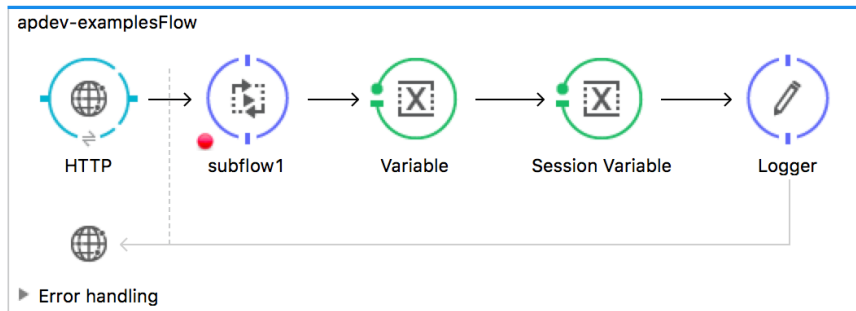 apdev-examplesFlow
HTTP
subflow1
Variable
Session Variable
Logger
Error handling